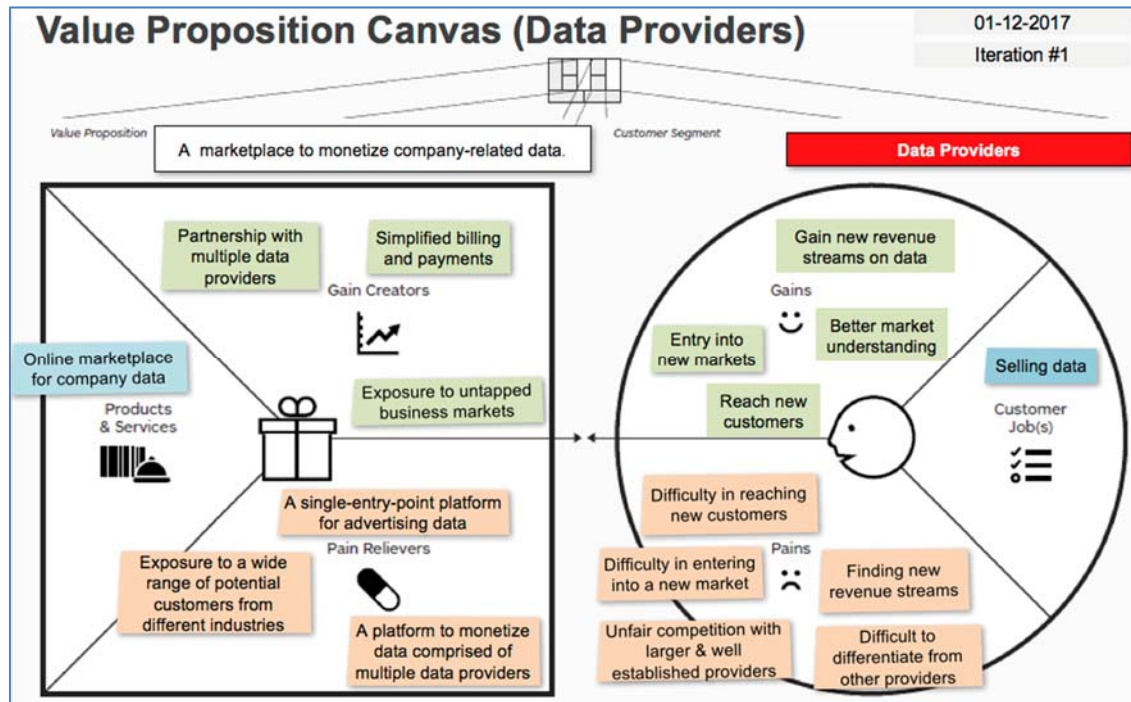 Value Proposition Canvas (Data Providers)
01-12-2017
Iteration #1
Value Proposition
Customer Segment
A marketplace to monetize company-related data.
Data Providers
Partnership with
multiple data
providers
Simplified billing
and payments
Gain Creators
Online marketplace
for company data
Products
& Services
Exposure to untapped
business markets
A single-entry-point platform
for advertising data
Pain Relievers
Exposure to a wide
range of potential
customers from
different industries
A platform to monetize
data comprised of
multiple data providers
Gain new revenue
streams on data
Gains
Entry into
new markets
Better market
understanding
Reach new
customers
Selling data
Customer
Job(s)
Difficulty in reaching
new customers
Pains
Difficulty in entering
into a new market
Finding new
revenue streams
Unfair competition with
larger & well
established providers
Difficult to
differentiate from
other providers